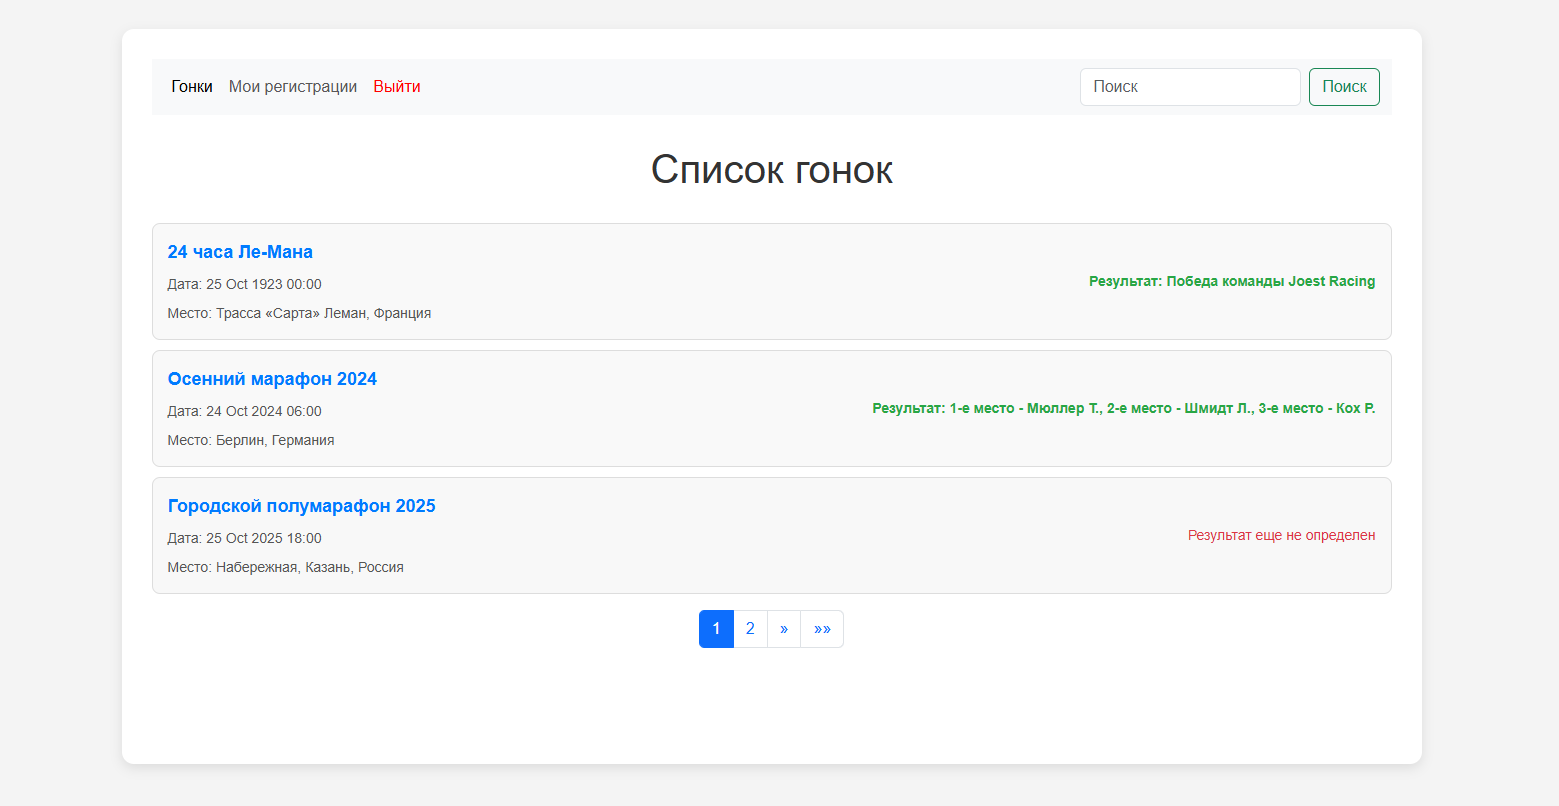 Гонки Мои регистрации Выйти Поиск Поиск
Список гонок
24 часа Ле-Мана
Дата: 25 Oct 1923 00:00
Результат: Победа команды Joest Racing
Место: Трасса «Сарта» Леман, Франция
Осенний марафон 2024
Дата: 24 Oct 2024 06:00
Результат: 1-е место - Мюллер Т., 2-е место - Шмидт Л., 3-е место - Кох Р.
Место: Берлин, Германия
Городской полумарафон 2025
Дата: 25 Oct 2025 18:00
Результат еще не определен
Место: Набережная, Казань, Россия
1 2 » »»